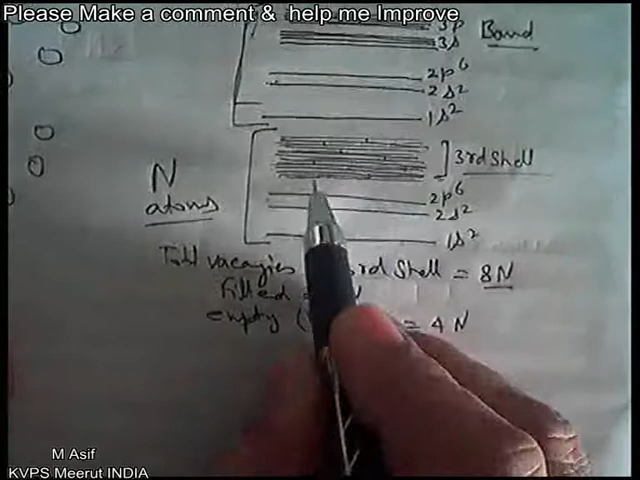 Please Make a comment & help me Improve
3p
3s
Band
2p⁶
2s²
1s²
3rd Shell
N
atoms
2p⁶
2s²
1s²
Total vacancies rd Shell = 8N
Filled =
empty ( = 4N
M Asif
KVPS Meerut INDIA